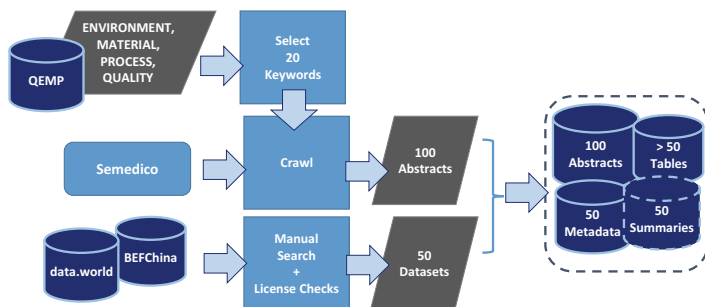 ENVIRONMENT,
MATERIAL,
PROCESS,
QUALITY
QEMP
Select
20
Keywords
Semedico
Crawl
100
Abstracts
data.world
BEFChina
Manual
Search
+
License Checks
50
Datasets
100
Abstracts
> 50
Tables
50
Metadata
50
Summaries